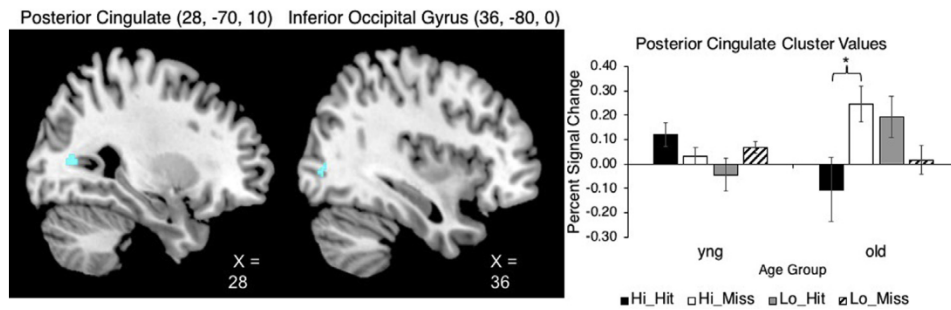 Posterior Cingulate (28, -70, 10)
Inferior Occipital Gyrus (36, -80, 0)
X =
28
X =
36
Posterior Cingulate Cluster Values
Percent Signal Change
0.40
0.30
0.20
0.10
0.00
-0.10
-0.20
-0.30
*
yng
old
Age Group
Hi_Hit Hi_Miss Lo_Hit Lo_Miss